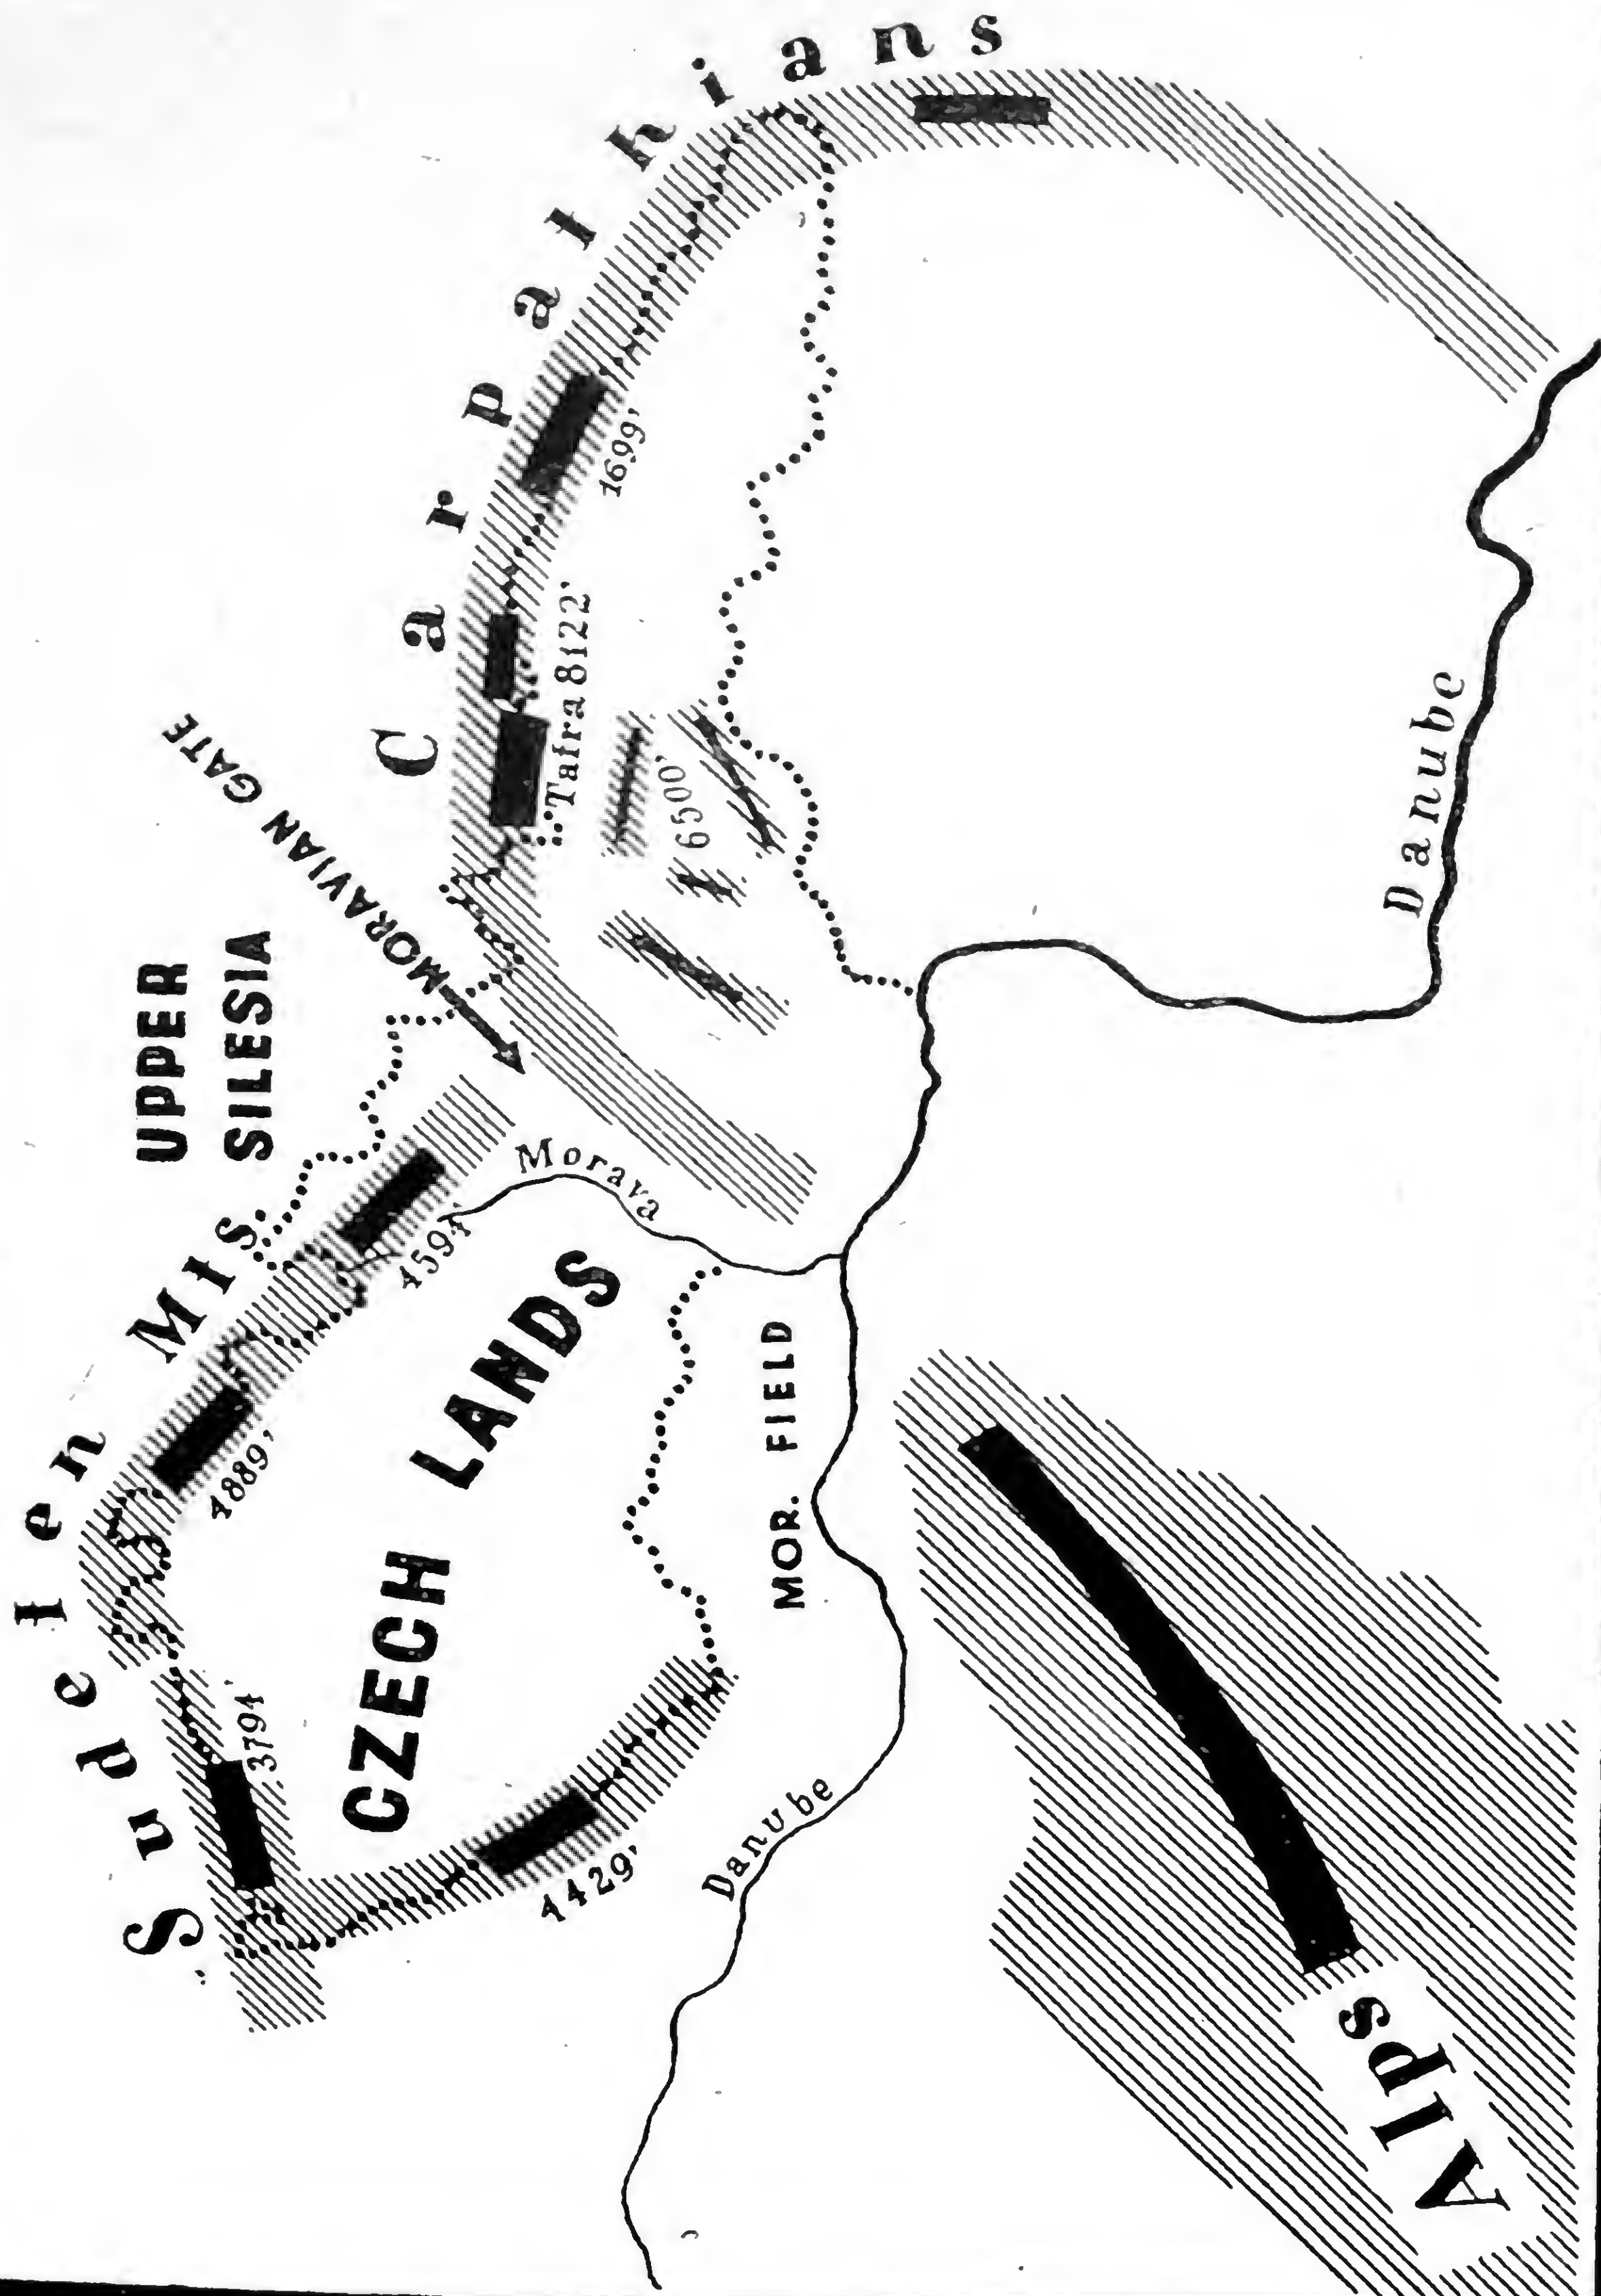 Sudeten Mts.
UPPER
SILESIA
MORAVIAN GATE
Carpathians
3794'
4889'
4594'
4429'
CZECH LANDS
Morava
Tatra 8122'
6500'
1699'
MOR. FIELD
Danube
Danube
Alps